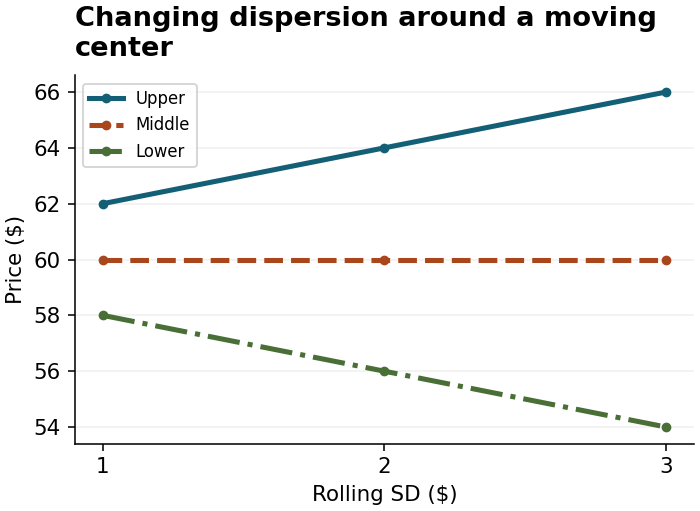 Changing dispersion around a moving
center
Upper
Middle
Lower
Price ($)
66
64
62
60
58
56
54
1 2 3
Rolling SD ($)